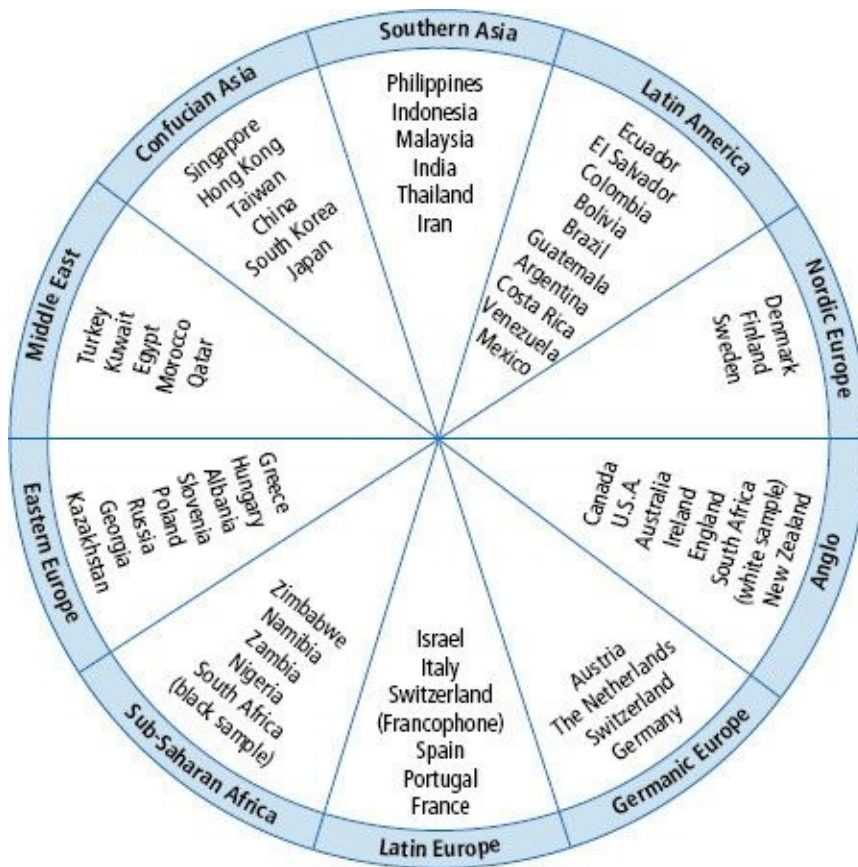 Southern Asia
Philippines
Indonesia
Malaysia
India
Thailand
Iran
Latin America
Ecuador
El Salvador
Colombia
Bolivia
Brazil
Guatemala
Argentina
Costa Rica
Venezuela
Mexico
Nordic Europe
Denmark
Finland
Sweden
Anglo
Canada
U.S.A.
Australia
Ireland
England
South Africa
(white sample)
New Zealand
Germanic Europe
Austria
The Netherlands
Switzerland
Germany
Latin Europe
Israel
Italy
Switzerland
(Francophone)
Spain
Portugal
France
Sub-Saharan Africa
Zimbabwe
Namibia
Zambia
Nigeria
South Africa
(black sample)
Eastern Europe
Greece
Hungary
Albania
Slovenia
Poland
Russia
Georgia
Kazakhstan
Middle East
Turkey
Kuwait
Egypt
Morocco
Qatar
Confucian Asia
Singapore
Hong Kong
Taiwan
China
South Korea
Japan